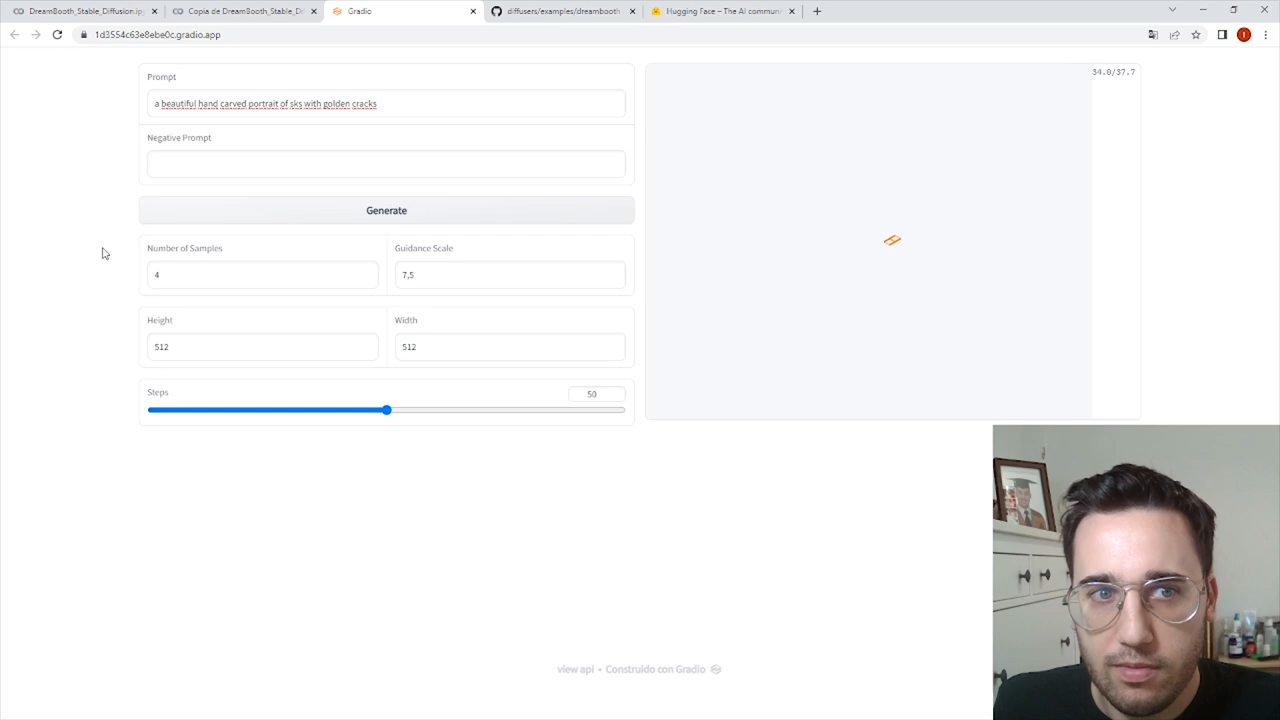 DreamBooth_Stable_Diffusion.ip
Copia de DreamBooth_Stable_Di
Gradio
diffusers/examples/dreambooth
Hugging Face – The AI commun
1d3554c63e8ebe0c.gradio.app
Prompt
34.0/37.7
a beautiful hand carved portrait of sks with golden cracks
Negative Prompt
Generate
Number of Samples
Guidance Scale
4
7,5
Height
Width
512
512
Steps
50
view api • Construido con Gradio